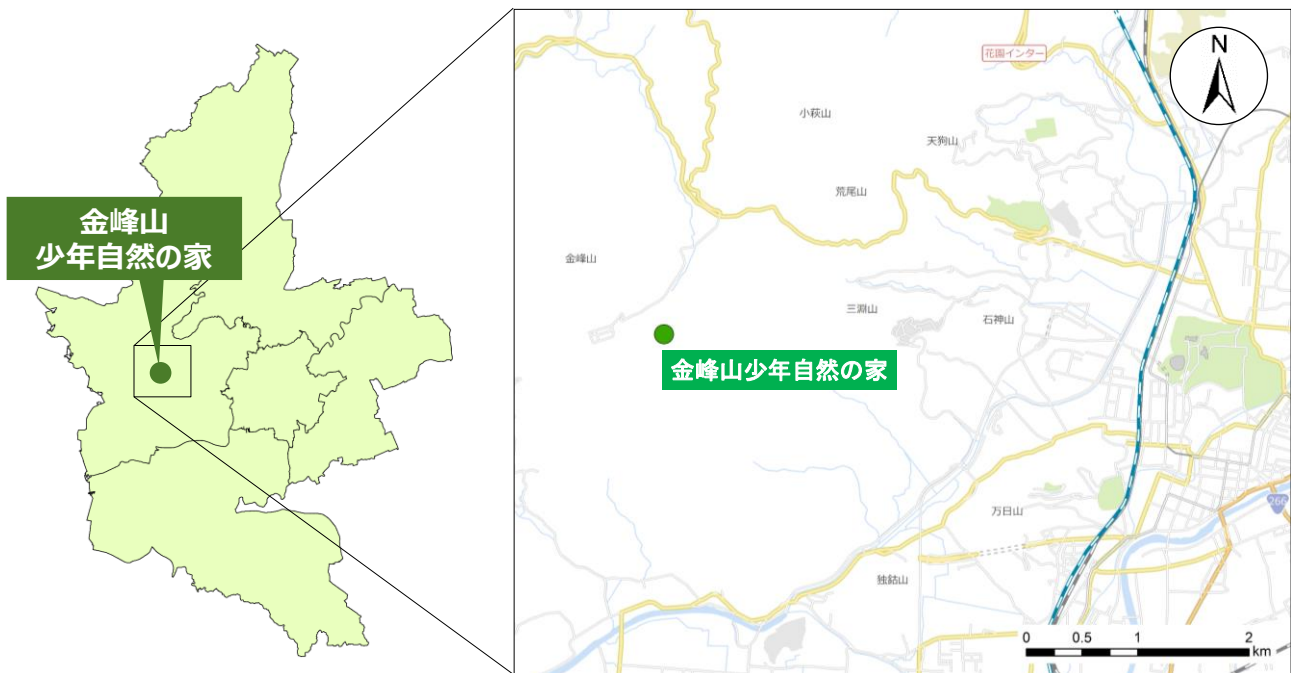 金峰山
少年自然の家
花園インター
N
小萩山
天狗山
荒尾山
金峰山
三淵山
石神山
金峰山少年自然の家
266
万日山
独鈷山
0 0.5 1 2
km